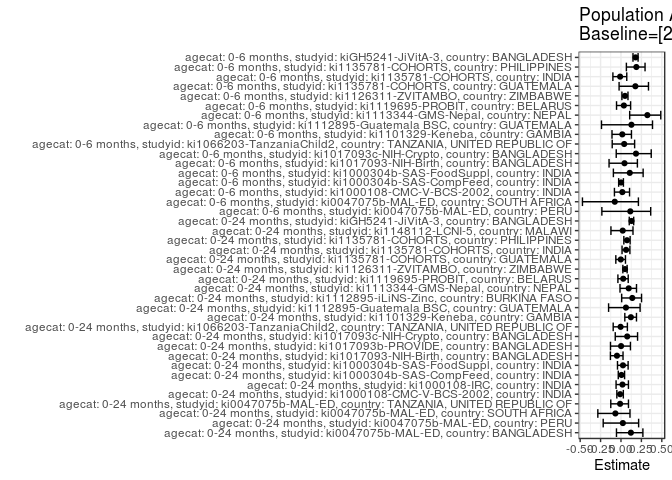 Population A
Baseline=[2
agecat: 0-6 months, studyid: kiGH5241-JiVitA-3, country: BANGLADESH
agecat: 0-6 months, studyid: ki1135781-COHORTS, country: PHILIPPINES
agecat: 0-6 months, studyid: ki1135781-COHORTS, country: INDIA
agecat: 0-6 months, studyid: ki1135781-COHORTS, country: GUATEMALA
agecat: 0-6 months, studyid: ki1126311-ZVITAMBO, country: ZIMBABWE
agecat: 0-6 months, studyid: ki1119695-PROBIT, country: BELARUS
agecat: 0-6 months, studyid: ki1113344-GMS-Nepal, country: NEPAL
agecat: 0-6 months, studyid: ki1112895-Guatemala BSC, country: GUATEMALA
agecat: 0-6 months, studyid: ki1101329-Keneba, country: GAMBIA
agecat: 0-6 months, studyid: ki1066203-TanzaniaChild2, country: TANZANIA, UNITED REPUBLIC OF
agecat: 0-6 months, studyid: ki1017093c-NIH-Crypto, country: BANGLADESH
agecat: 0-6 months, studyid: ki1017093-NIH-Birth, country: BANGLADESH
agecat: 0-6 months, studyid: ki1000304b-SAS-FoodSuppl, country: INDIA
agecat: 0-6 months, studyid: ki1000304b-SAS-CompFeed, country: INDIA
agecat: 0-6 months, studyid: ki1000108-CMC-V-BCS-2002, country: INDIA
agecat: 0-6 months, studyid: ki0047075b-MAL-ED, country: SOUTH AFRICA
agecat: 0-6 months, studyid: ki0047075b-MAL-ED, country: PERU
agecat: 0-24 months, studyid: kiGH5241-JiVitA-3, country: BANGLADESH
agecat: 0-24 months, studyid: ki1148112-LCNI-5, country: MALAWI
agecat: 0-24 months, studyid: ki1135781-COHORTS, country: PHILIPPINES
agecat: 0-24 months, studyid: ki1135781-COHORTS, country: INDIA
agecat: 0-24 months, studyid: ki1135781-COHORTS, country: GUATEMALA
agecat: 0-24 months, studyid: ki1126311-ZVITAMBO, country: ZIMBABWE
agecat: 0-24 months, studyid: ki1119695-PROBIT, country: BELARUS
agecat: 0-24 months, studyid: ki1113344-GMS-Nepal, country: NEPAL
agecat: 0-24 months, studyid: ki1112895-iLiNS-Zinc, country: BURKINA FASO
agecat: 0-24 months, studyid: ki1112895-Guatemala BSC, country: GUATEMALA
agecat: 0-24 months, studyid: ki1101329-Keneba, country: GAMBIA
agecat: 0-24 months, studyid: ki1066203-TanzaniaChild2, country: TANZANIA, UNITED REPUBLIC OF
agecat: 0-24 months, studyid: ki1017093c-NIH-Crypto, country: BANGLADESH
agecat: 0-24 months, studyid: ki1017093b-PROVIDE, country: BANGLADESH
agecat: 0-24 months, studyid: ki1017093-NIH-Birth, country: BANGLADESH
agecat: 0-24 months, studyid: ki1000304b-SAS-FoodSuppl, country: INDIA
agecat: 0-24 months, studyid: ki1000304b-SAS-CompFeed, country: INDIA
agecat: 0-24 months, studyid: ki1000108-IRC, country: INDIA
agecat: 0-24 months, studyid: ki1000108-CMC-V-BCS-2002, country: INDIA
agecat: 0-24 months, studyid: ki0047075b-MAL-ED, country: TANZANIA, UNITED REPUBLIC OF
agecat: 0-24 months, studyid: ki0047075b-MAL-ED, country: SOUTH AFRICA
agecat: 0-24 months, studyid: ki0047075b-MAL-ED, country: PERU
agecat: 0-24 months, studyid: ki0047075b-MAL-ED, country: BANGLADESH
-0.50 -0.25 0.00 0.25 0.50
Estimate